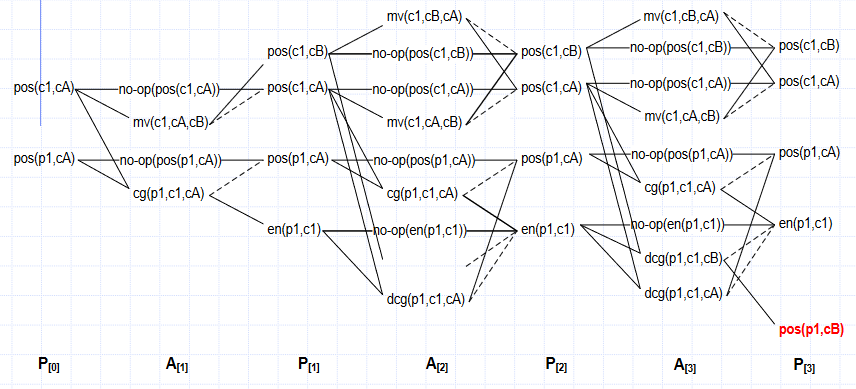 mv(c1,cB,cA) mv(c1,cB,cA)
pos(c1,cB) no-op(pos(c1,cB)) pos(c1,cB) no-op(pos(c1,cB)) pos(c1,cB)
pos(c1,cA) no-op(pos(c1,cA)) pos(c1,cA) no-op(pos(c1,cA)) pos(c1,cA) no-op(pos(c1,cA)) pos(c1,cA)
mv(c1,cA,cB) mv(c1,cA,cB) mv(c1,cA,cB)
pos(p1,cA) no-op(pos(p1,cA)) pos(p1,cA) no-op(pos(p1,cA)) pos(p1,cA) no-op(pos(p1,cA)) pos(p1,cA)
cg(p1,c1,cA) cg(p1,c1,cA) cg(p1,c1,cA)
en(p1,c1) no-op(en(p1,c1)) en(p1,c1) no-op(en(p1,c1)) en(p1,c1)
dcg(p1,c1,cB)
dcg(p1,c1,cA) dcg(p1,c1,cA)
pos(p1,cB)
P[0] A[1] P[1] A[2] P[2] A[3] P[3]